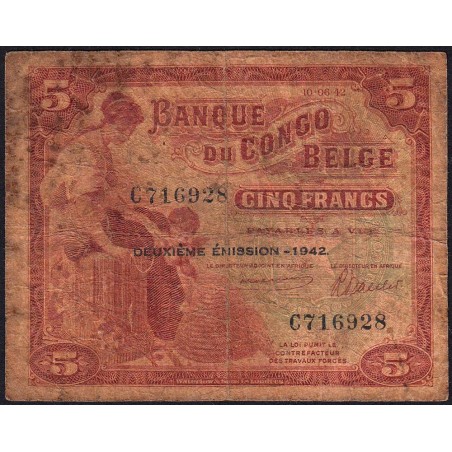 5
10-06-42
5
BANQUE
DU CONGO
BELGE
C716928
CINQ FRANCS
PAYABLES A VUE
DEUXIÈME ÉMISSION - 1942.
LE DIRECTEUR EN AFRIQUE
C716928
LA LOI PUNIT LE
CONTREFACTEUR
DES TRAVAUX FORCÉS
5
5